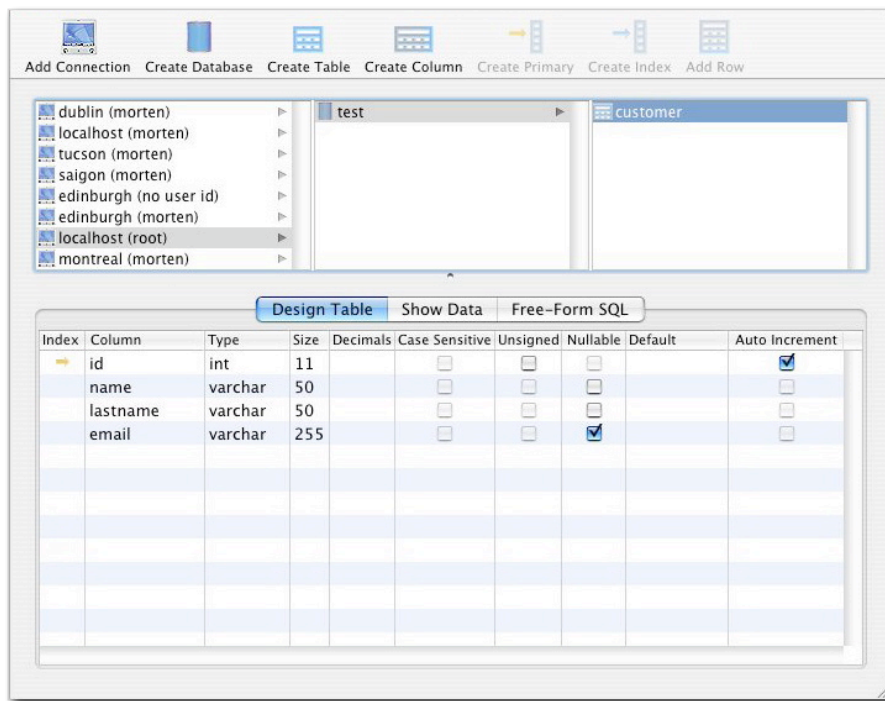 Add Connection Create Database Create Table Create Column Create Primary Create Index Add Row
dublin (morten) test customer
localhost (morten)
tucson (morten)
saigon (morten)
edinburgh (no user id)
edinburgh (morten)
localhost (root)
montreal (morten)
Design Table Show Data Free-Form SQL
Index Column Type Size Decimals Case Sensitive Unsigned Nullable Default Auto Increment
id int 11
name varchar 50
lastname varchar 50
email varchar 255